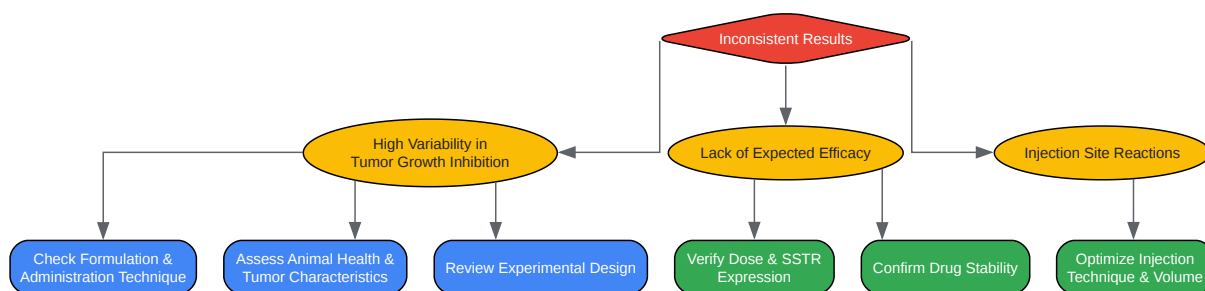 Inconsistent Results
High Variability in
Tumor Growth Inhibition
Lack of Expected Efficacy
Injection Site Reactions
Check Formulation &
Administration Technique
Assess Animal Health &
Tumor Characteristics
Review Experimental Design
Verify Dose & SSTR
Expression
Confirm Drug Stability
Optimize Injection
Technique & Volume